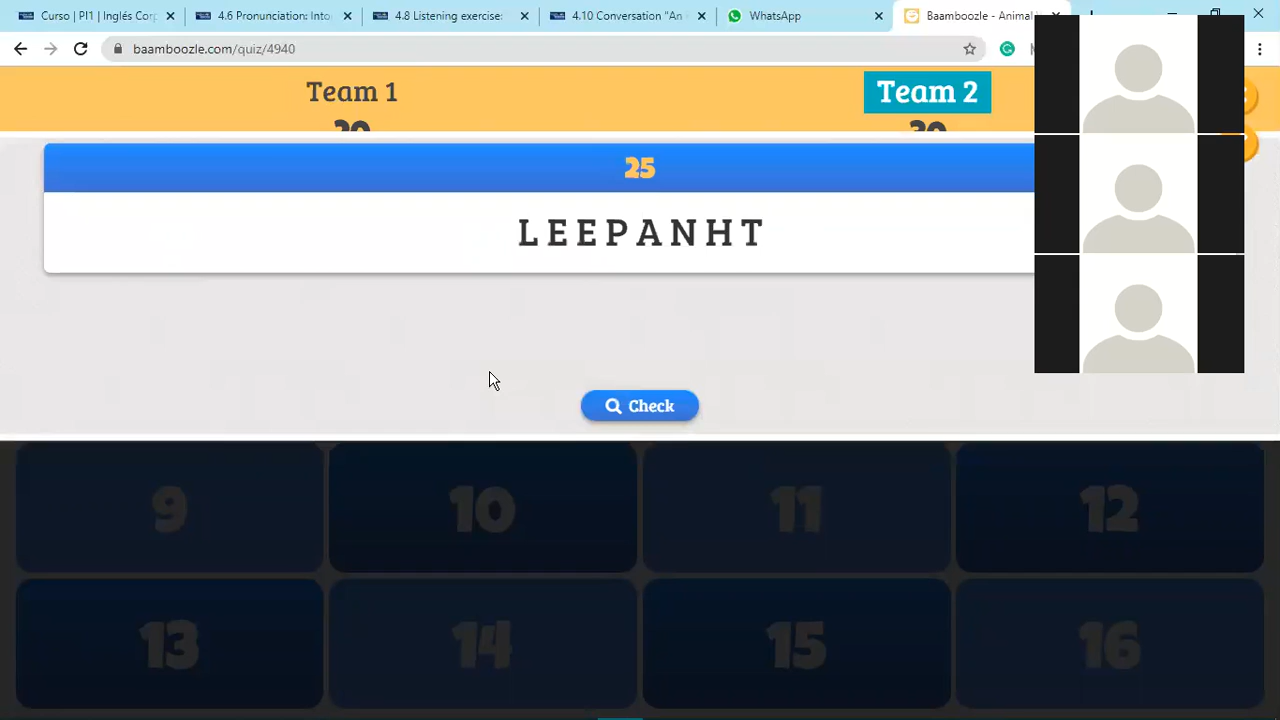 Curso | PI1 | Inglés Corp
4.6 Pronunciation: Into
4.8 Listening exercise:
4.10 Conversation "An
WhatsApp
Baamboozle - Animal
baamboozle.com/quiz/4940
Team 1
Team 2
20
30
25
LEEPANHT
Check
9
10
11
12
13
14
15
16